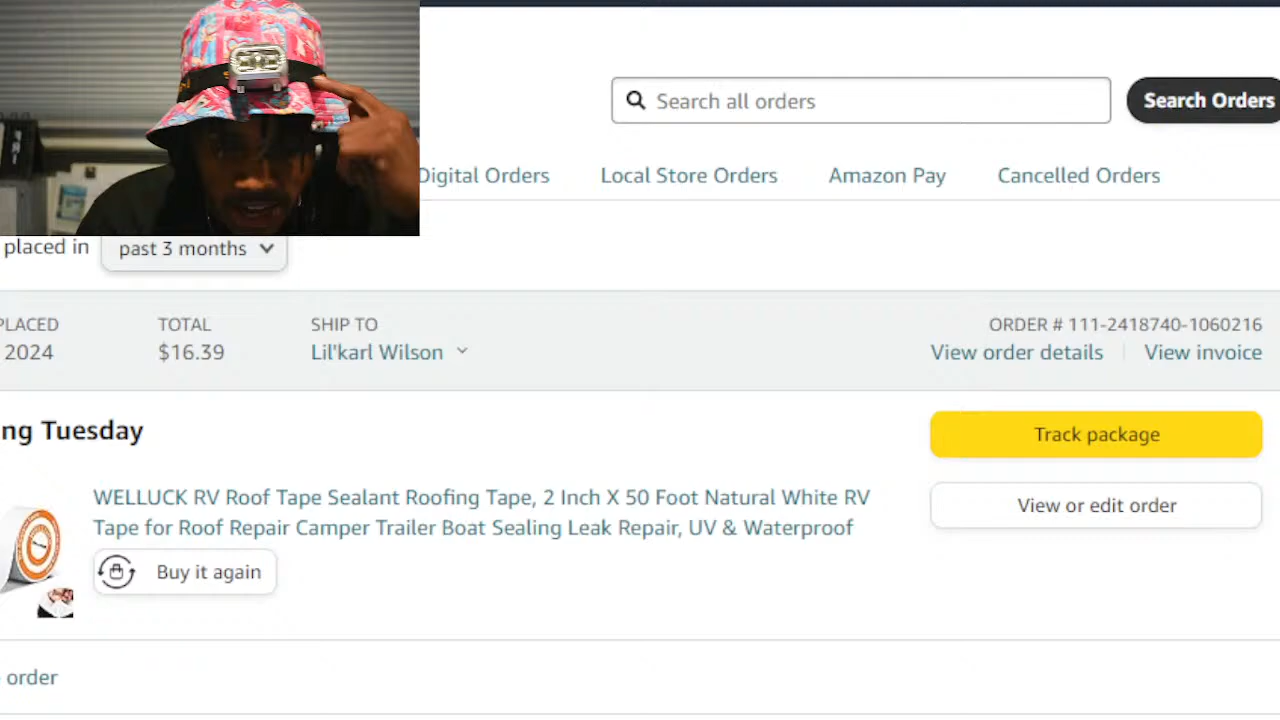 Search all orders
Search Orders
Digital Orders Local Store Orders Amazon Pay Cancelled Orders
placed in past 3 months
PLACED TOTAL SHIP TO ORDER # 111-2418740-1060216
2024 $16.39 Lil'karl Wilson View order details View invoice
ng Tuesday
Track package
WELLUCK RV Roof Tape Sealant Roofing Tape, 2 Inch X 50 Foot Natural White RV
Tape for Roof Repair Camper Trailer Boat Sealing Leak Repair, UV & Waterproof
View or edit order
Buy it again
order